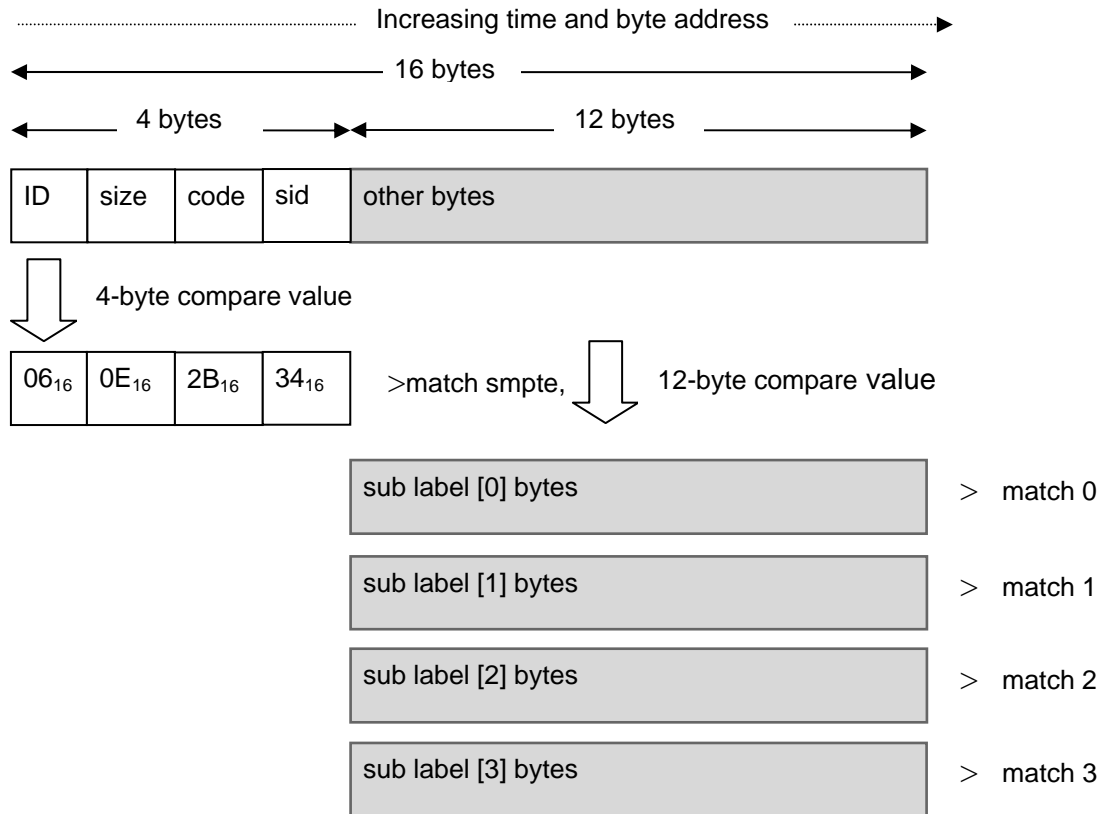 Increasing time and byte address
16 bytes
4 bytes 12 bytes
ID size code sid other bytes
4-byte compare value
06₁₆ 0E₁₆ 2B₁₆ 34₁₆ >match smpte, 12-byte compare value
sub label [0] bytes > match 0
sub label [1] bytes > match 1
sub label [2] bytes > match 2
sub label [3] bytes > match 3